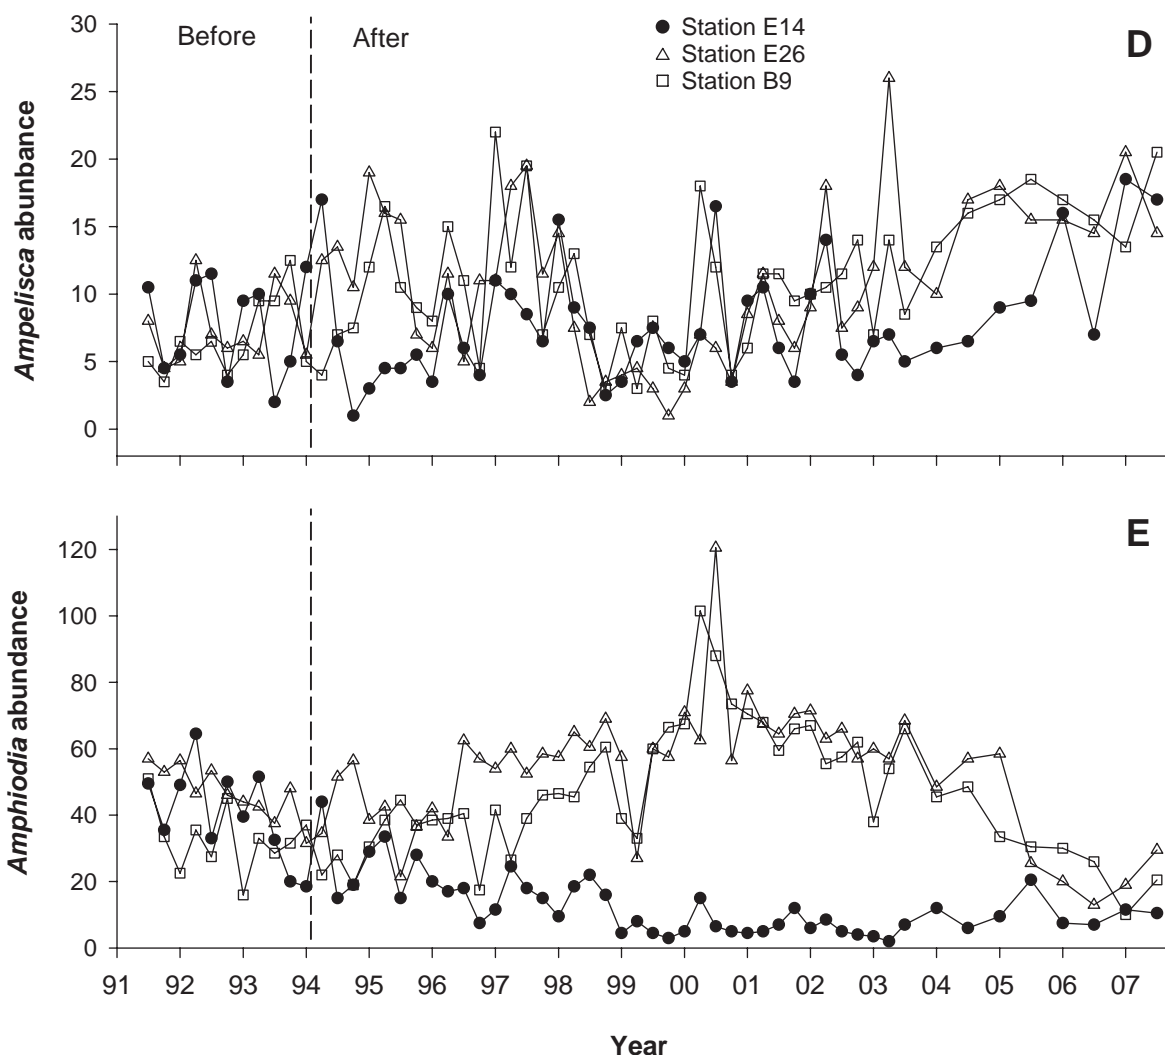 30
25
20
15
10
5
0
Before
After
Station E14
Station E26
Station B9
D
Ampelisca abunbance
120
100
80
60
40
20
0
E
Amphiodia abundance
91 92 93 94 95 96 97 98 99 00 01 02 03 04 05 06 07
Year